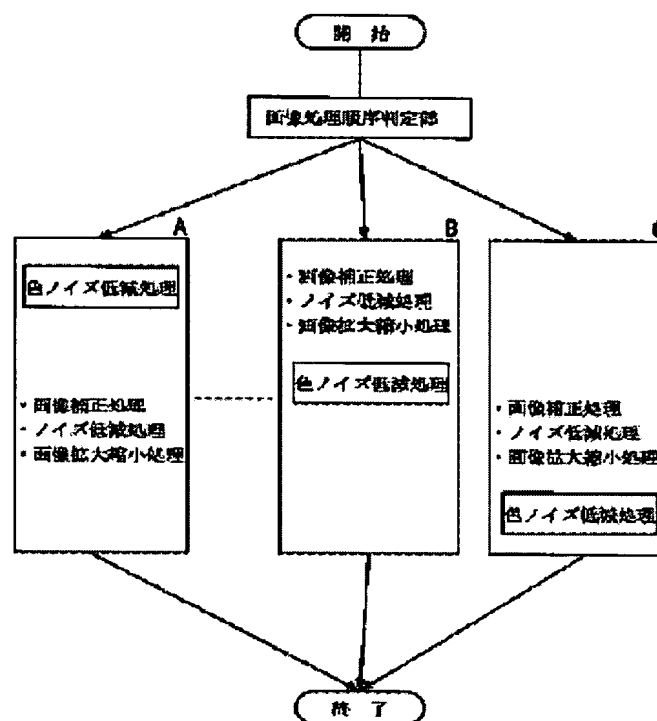 開 始
画像処理順序判定部
A
色ノイズ低減処理
・画像補正処理
・ノイズ低減処理
・画像拡大縮小処理
B
・画像補正処理
・ノイズ低減処理
・画像拡大縮小処理
色ノイズ低減処理
C
・画像補正処理
・ノイズ低減処理
・画像拡大縮小処理
色ノイズ低減処理
終 了